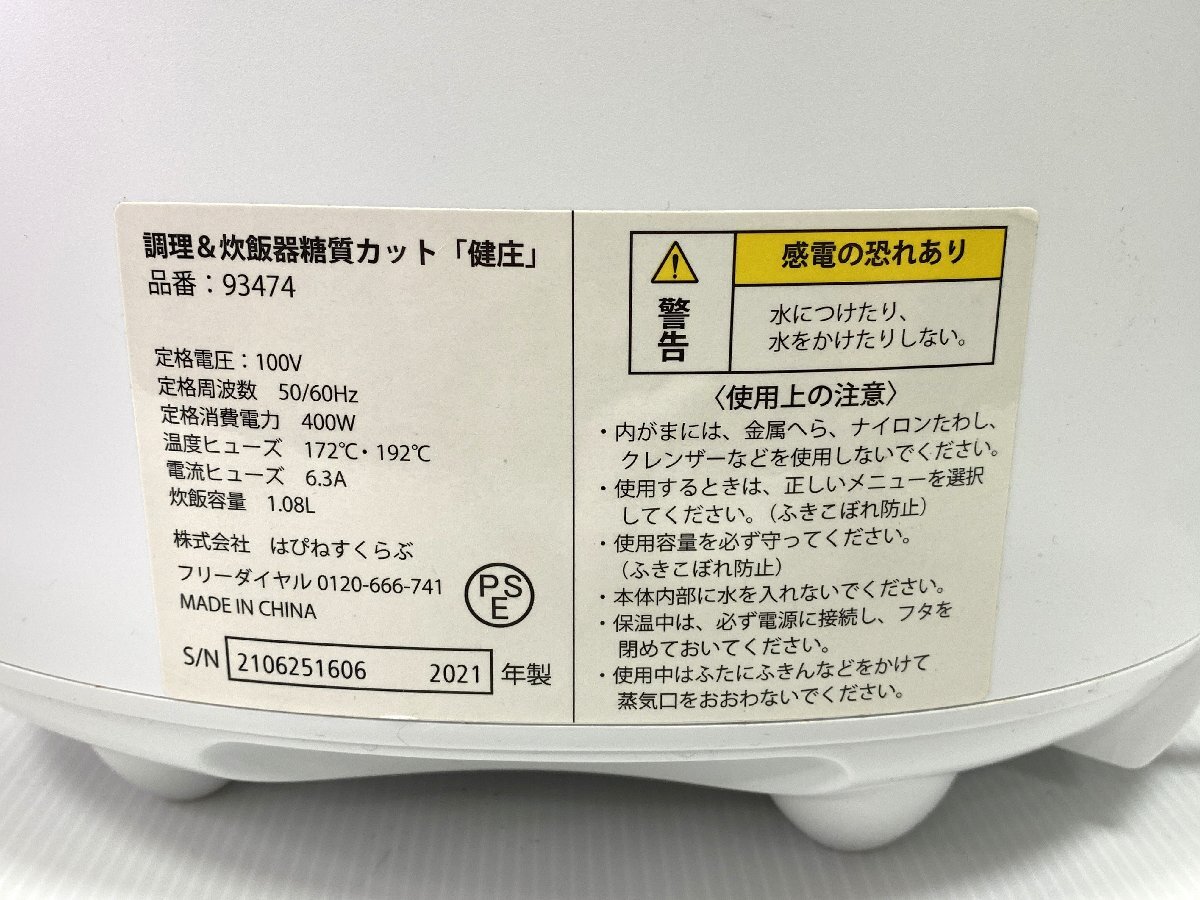 調理&炊飯器糖質カット「健庄」
品番：93474
定格電圧：100V
定格周波数 50/60Hz
定格消費電力 400W
温度ヒューズ 172℃・192℃
電流ヒューズ 6.3A
炊飯容量 1.08L
株式会社 はぴねすくらぶ
フリーダイヤル 0120-666-741
MADE IN CHINA
PSE
S/N 2106251606 2021 年製
警告
感電の恐れあり
水につけたり、
水をかけたりしない。
〈使用上の注意〉
・内がまには、金属へら、ナイロンたわし、
クレンザーなどを使用しないでください。
・使用するときは、正しいメニューを選択
してください。（ふきこぼれ防止）
・使用容量を必ず守ってください。
（ふきこぼれ防止）
・本体内部に水を入れないでください。
・保温中は、必ず電源に接続し、フタを
閉めておいてください。
・使用中はふたにふきんなどをかけて
蒸気口をおおわないでください。